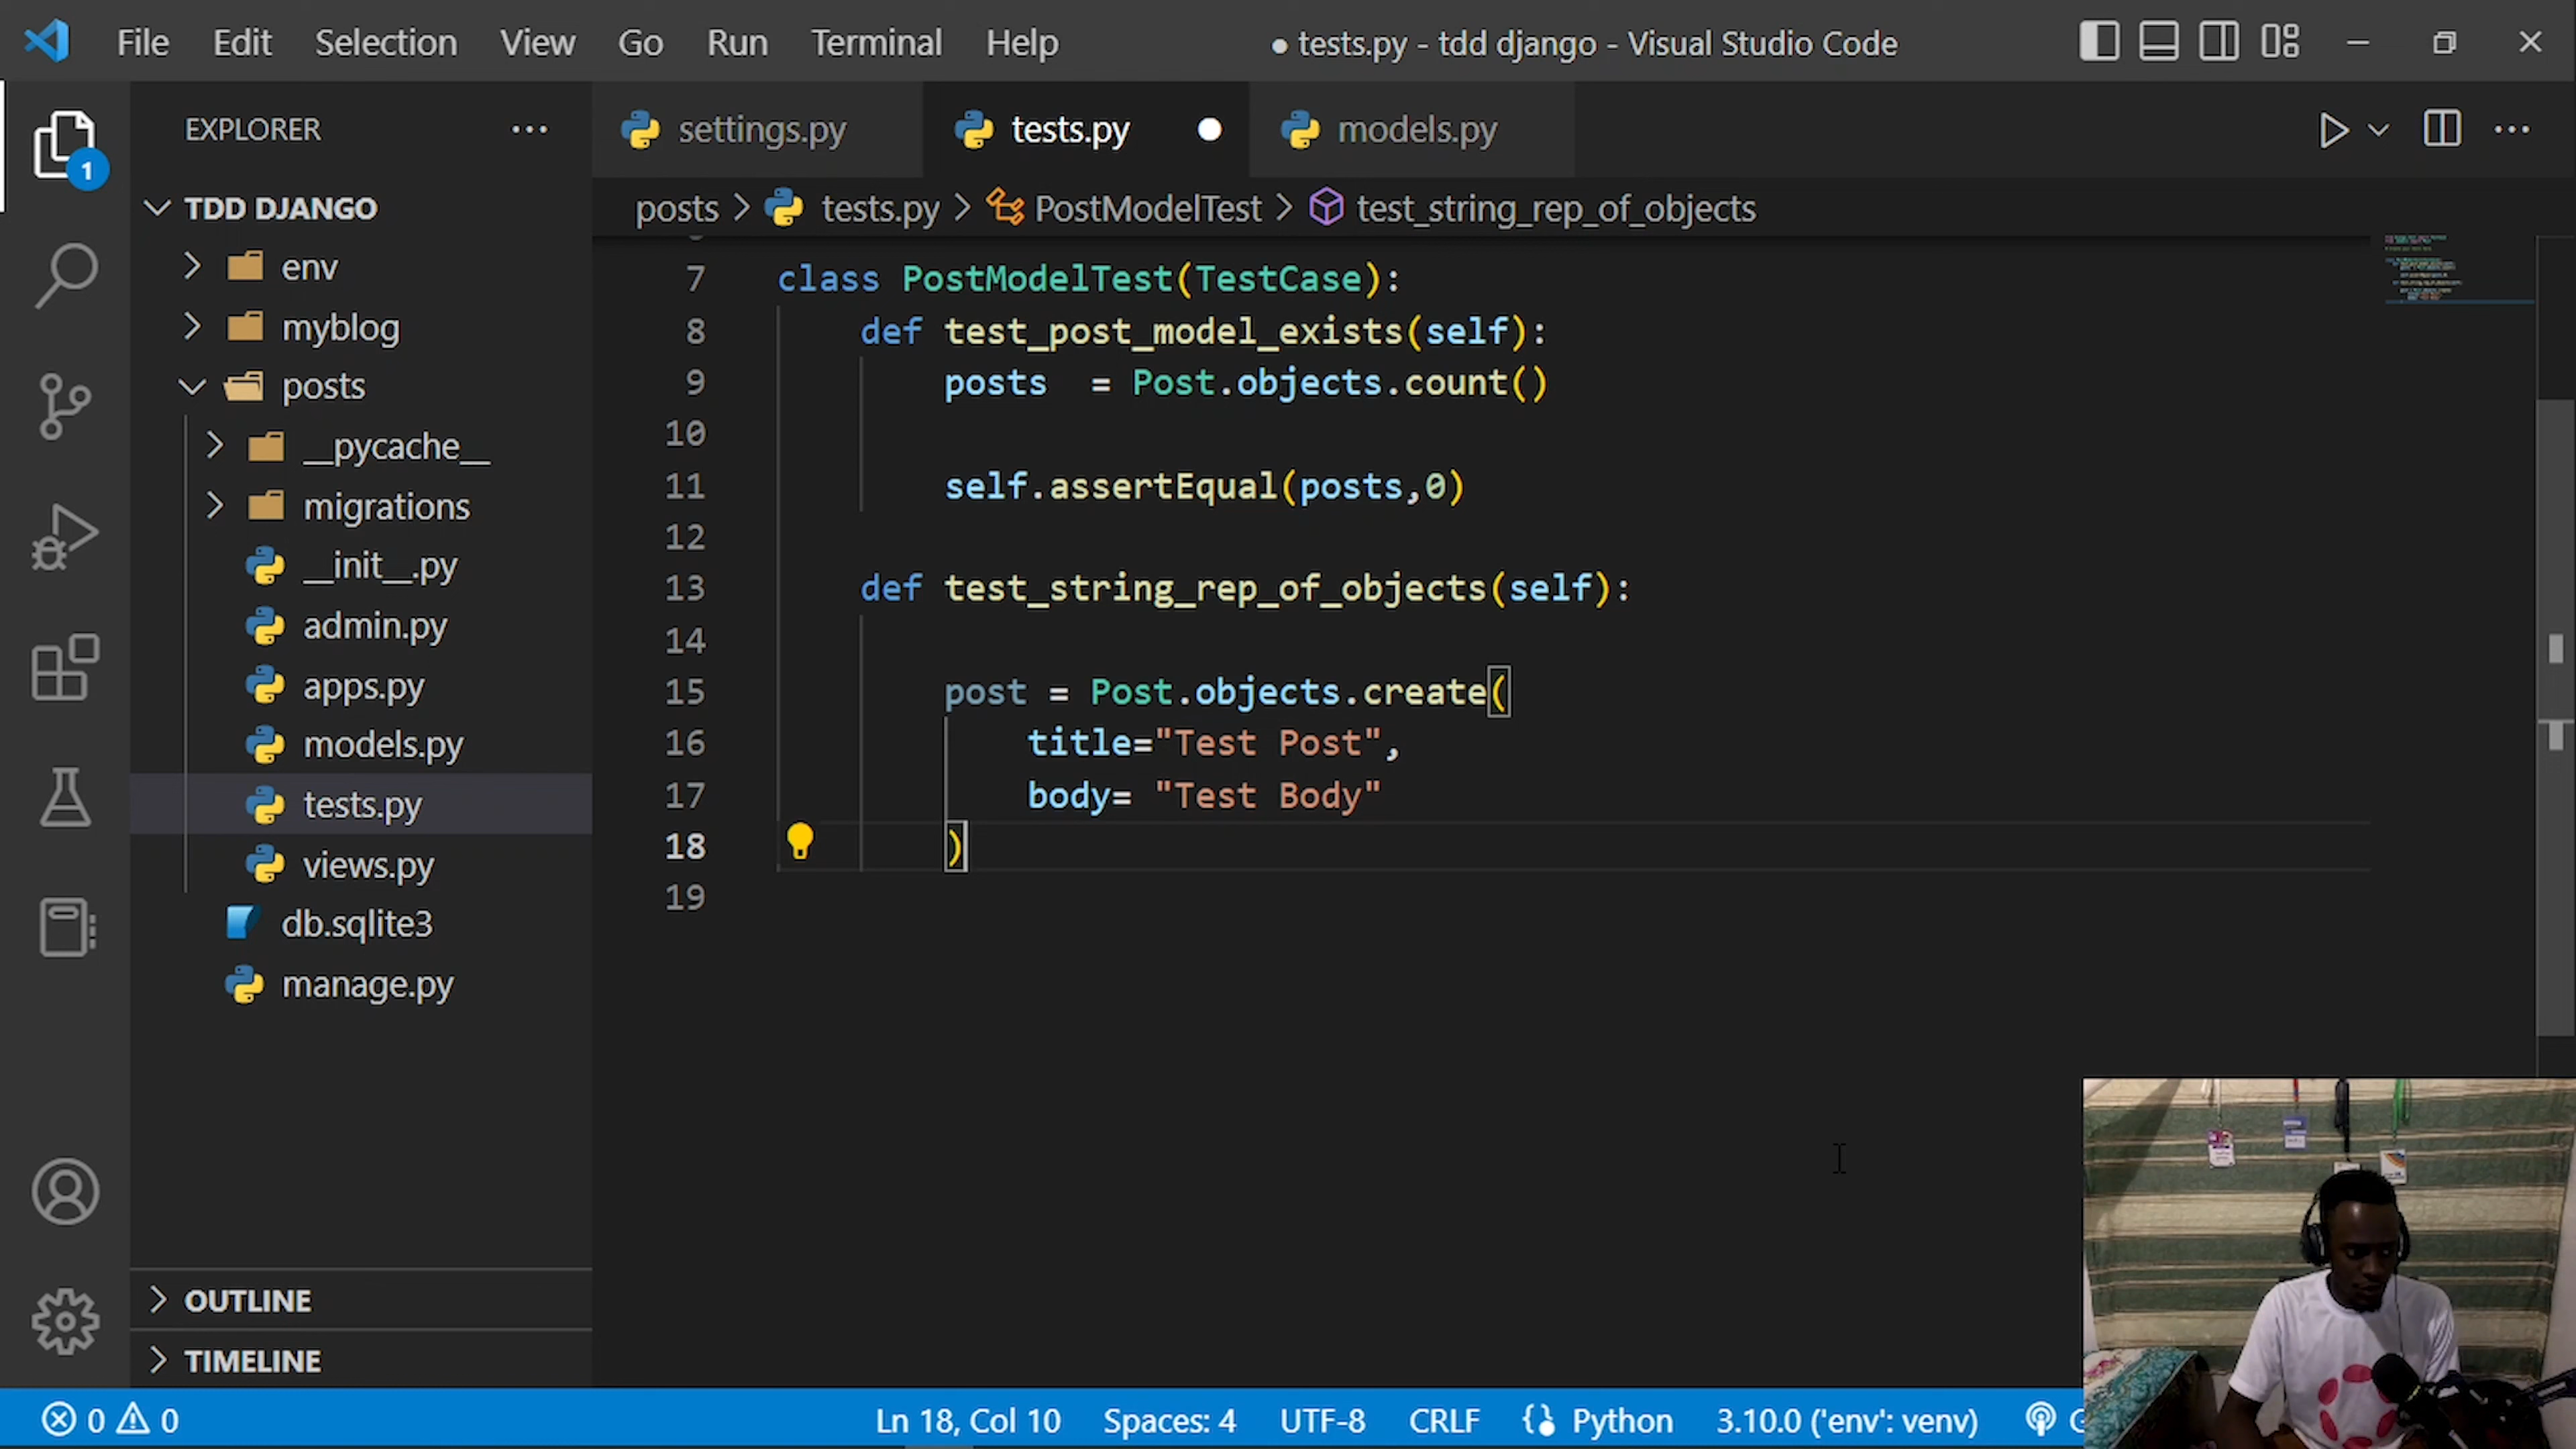 File Edit Selection View Go Run Terminal Help
● tests.py - tdd django - Visual Studio Code
EXPLORER
settings.py
tests.py
models.py
1
posts > tests.py > PostModelTest > test_string_rep_of_objects
TDD DJANGO
env
myblog
posts
__pycache__
migrations
__init__.py
admin.py
apps.py
models.py
tests.py
views.py
db.sqlite3
manage.py
OUTLINE
TIMELINE
7 class PostModelTest(TestCase):
8 def test_post_model_exists(self):
9 posts  = Post.objects.count()
10
11 self.assertEqual(posts,0)
12
13 def test_string_rep_of_objects(self):
14
15 post = Post.objects.create(
16 title="Test Post",
17 body= "Test Body"
18 )
19
0 0
Ln 18, Col 10
Spaces: 4
UTF-8
CRLF
Python
3.10.0 ('env': venv)